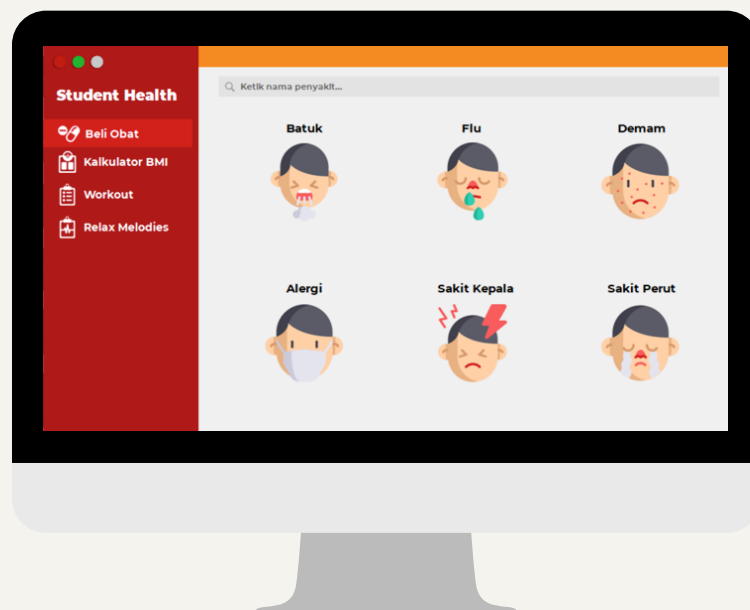 Student Health
Beli Obat
Kalkulator BMI
Workout
Relax Melodies
Ketik nama penyakit...
Batuk
Flu
Demam
Alergi
Sakit Kepala
Sakit Perut